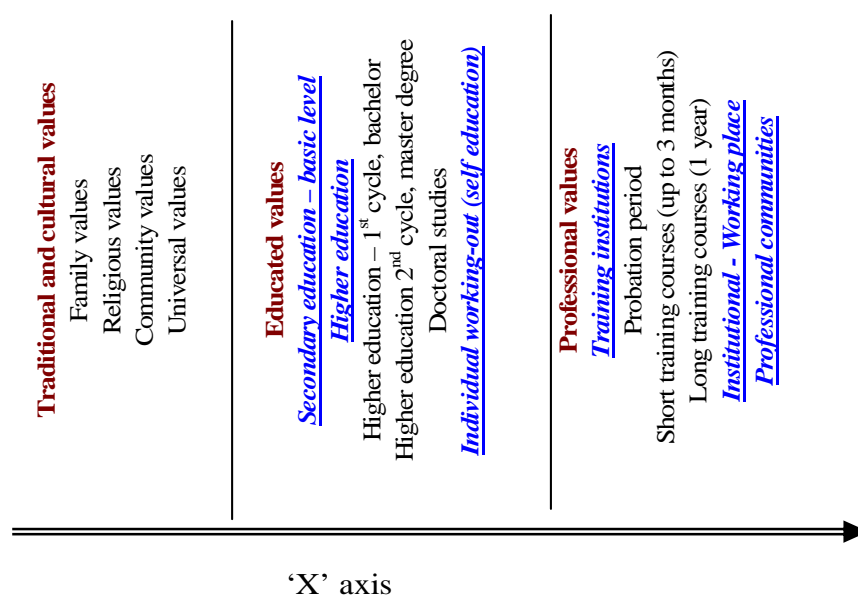 Traditional and cultural values
Family values
Religious values
Community values
Universal values
Educated values
Secondary education – basic level
Higher education
Higher education – 1st cycle, bachelor
Higher education 2nd cycle, master degree
Doctoral studies
Individual working-out (self education)
Professional values
Training institutions
Probation period
Short training courses (up to 3 months)
Long training courses (1 year)
Institutional - Working place
Professional communities
‘X’ axis